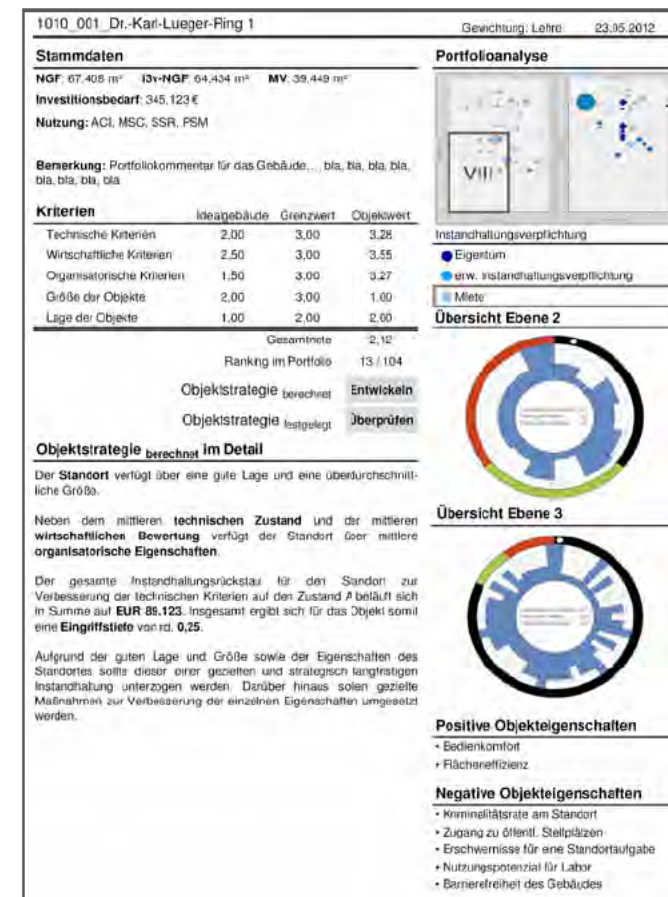 1010_001_Dr.-Karl-Lueger-Ring 1
Gewichtung: Lehre 23.05.2012
Stammdaten
NGF: 67.408 m² NGF: 64.434 m² MV: 39.449 m²
Investitionsbedarf: 345.123 €
Nutzung: ACI, MSC, SSR, PSM
Bemerkung: Portfoliokommentar für das Gebäude..., bla, bla, bla, bla,
bla, bla, bla, bla
Kriterien Idealgebäude Grenzwert Objektwert
Technische Kriterien 2,00 3,00 3,28
Wirtschaftliche Kriterien 2,50 3,00 3,55
Organisatorische Kriterien 1,50 3,00 3,27
Größe der Objekte 2,00 3,00 1,00
Lage der Objekte 1,00 2,00 2,00
Gesamtnote 2,12
Ranking im Portfolio 13 / 104
Objektstrategie berechnet Entwickeln
Objektstrategie festgelegt Überprüfen
Objektstrategie berechnet im Detail
Der Standort verfügt über eine gute Lage und eine überdurchschnitt-
liche Größe.
Neben dem mittleren technischen Zustand und der mittleren
wirtschaftlichen Bewertung verfügt der Standort über mittlere
organisatorische Eigenschaften.
Der gesamte Instandhaltungsrückstau für den Standort zur
Verbesserung der technischen Kriterien auf den Zustand A beläuft sich
in Summe auf EUR 89.123. Insgesamt ergibt sich für das Objekt somit
eine Eingriffstiefe von rd. 0,25.
Aufgrund der guten Lage und Größe sowie der Eigenschaften des
Standortes sollte dieser einer gezielten und strategisch langfristigen
Instandhaltung unterzogen werden. Darüber hinaus solen gezielte
Maßnahmen zur Verbesserung der einzelnen Eigenschaften umgesetzt
werden.
Portfolioanalyse
VIII
Instandhaltungsverpflichtung
Eigentum
erw. Instandhaltungsverpflichtung
Miete
Übersicht Ebene 2
Übersicht Ebene 3
Positive Objekteigenschaften
• Bedienkomfort
• Flächeneffizienz
Negative Objekteigenschaften
• Kriminalitätsrate am Standort
• Zugang zu öffentl. Stellplätzen
• Erschwernisse für eine Standortaufgabe
• Nutzungspotenzial für Labor
• Barrierefreiheit des Gebäudes